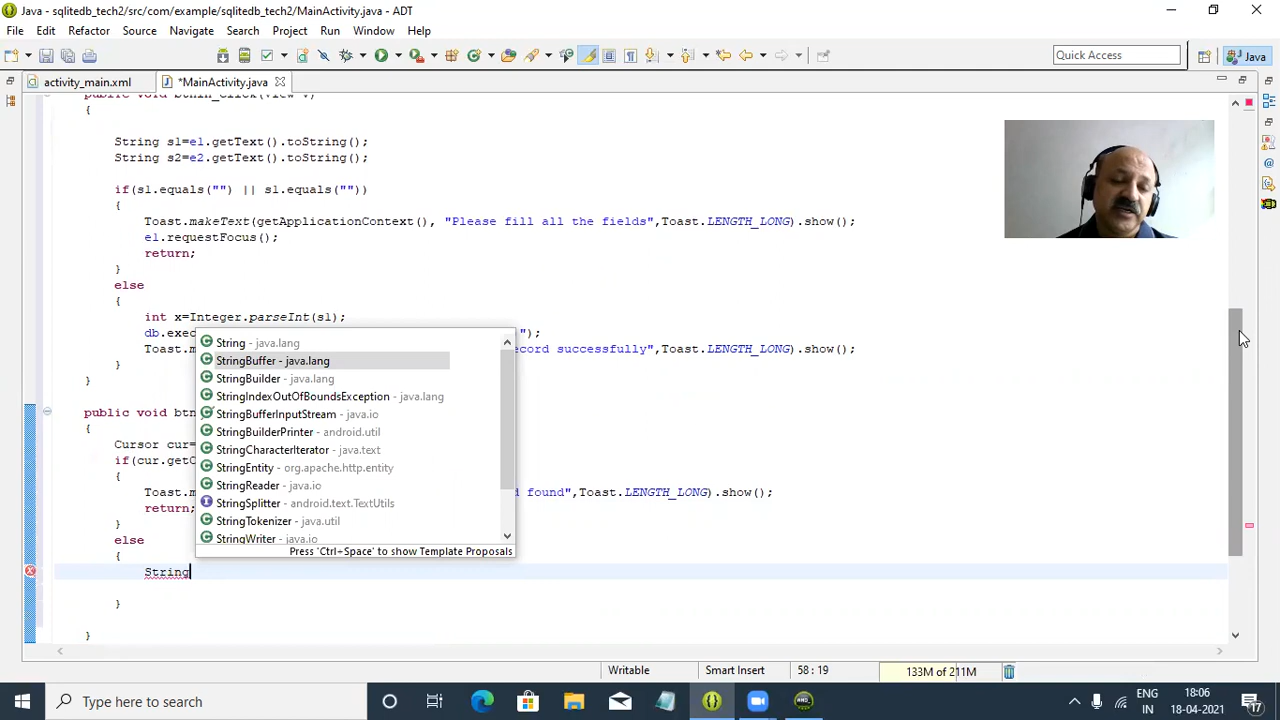 Java - sqlitedb_tech2/src/com/example/sqlitedb_tech2/MainActivity.java - ADT
File Edit Refactor Source Navigate Search Project Run Window Help
Quick Access
Java
activity_main.xml
*MainActivity.java
public void btnin_click(View v)
{
String s1=e1.getText().toString();
String s2=e2.getText().toString();
if(s1.equals("") || s1.equals(""))
{
Toast.makeText(getApplicationContext(), "Please fill all the fields",Toast.LENGTH_LONG).show();
e1.requestFocus();
return;
}
else
{
int x=Integer.parseInt(s1);
db.exec ");
Toast.m ecord successfully",Toast.LENGTH_LONG).show();
}
}
public void btn
{
Cursor cur=
if(cur.getC
{
Toast.m d found",Toast.LENGTH_LONG).show();
return;
}
else
{
String
}
}
String - java.lang
StringBuffer - java.lang
StringBuilder - java.lang
StringIndexOutOfBoundsException - java.lang
StringBufferInputStream - java.io
StringBuilderPrinter - android.util
StringCharacterIterator - java.text
StringEntity - org.apache.http.entity
StringReader - java.io
StringSplitter - android.text.TextUtils
StringTokenizer - java.util
StringWriter - java.io
Press 'Ctrl+Space' to show Template Proposals
Writable
Smart Insert
58 : 19
133M of 211M
Type here to search
ENG
IN
18:06
18-04-2021
17